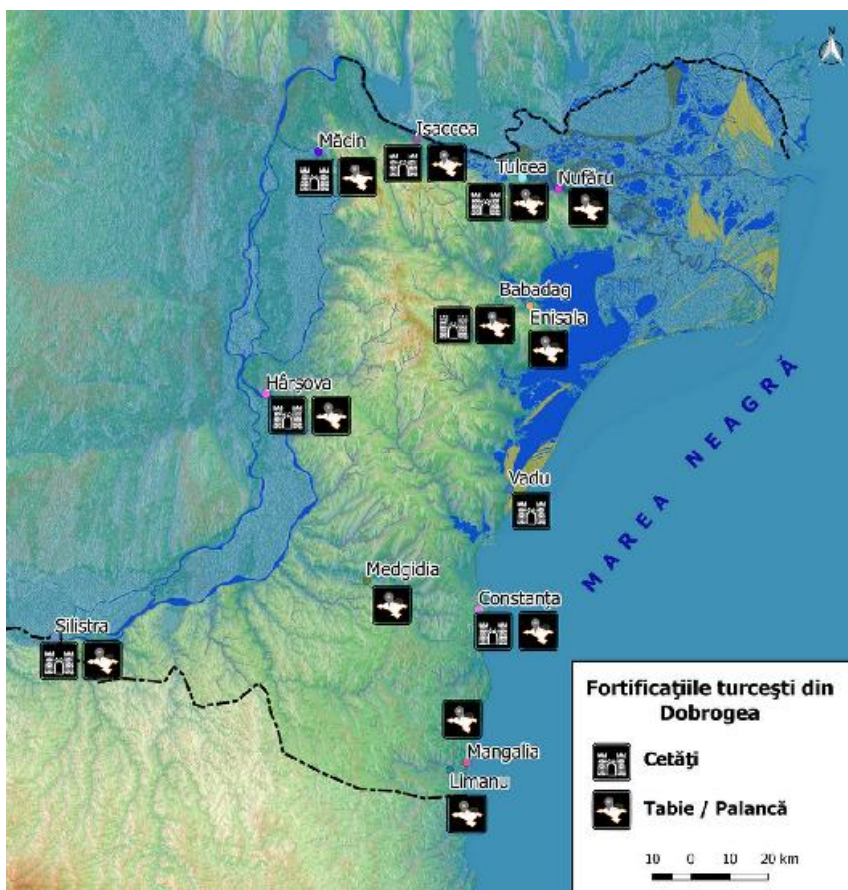 N
Isaccea
Măcin
Tulcea
Nufăru
Babadag
Enisala
Hârșova
MAREA NEAGRĂ
Vadu
Medgidia
Constanța
Silistra
Mangalia
Limanu
Fortificațiile turcești din
Dobrogea
Cetăți
Tabie / Palancă
10 0 10 20 km